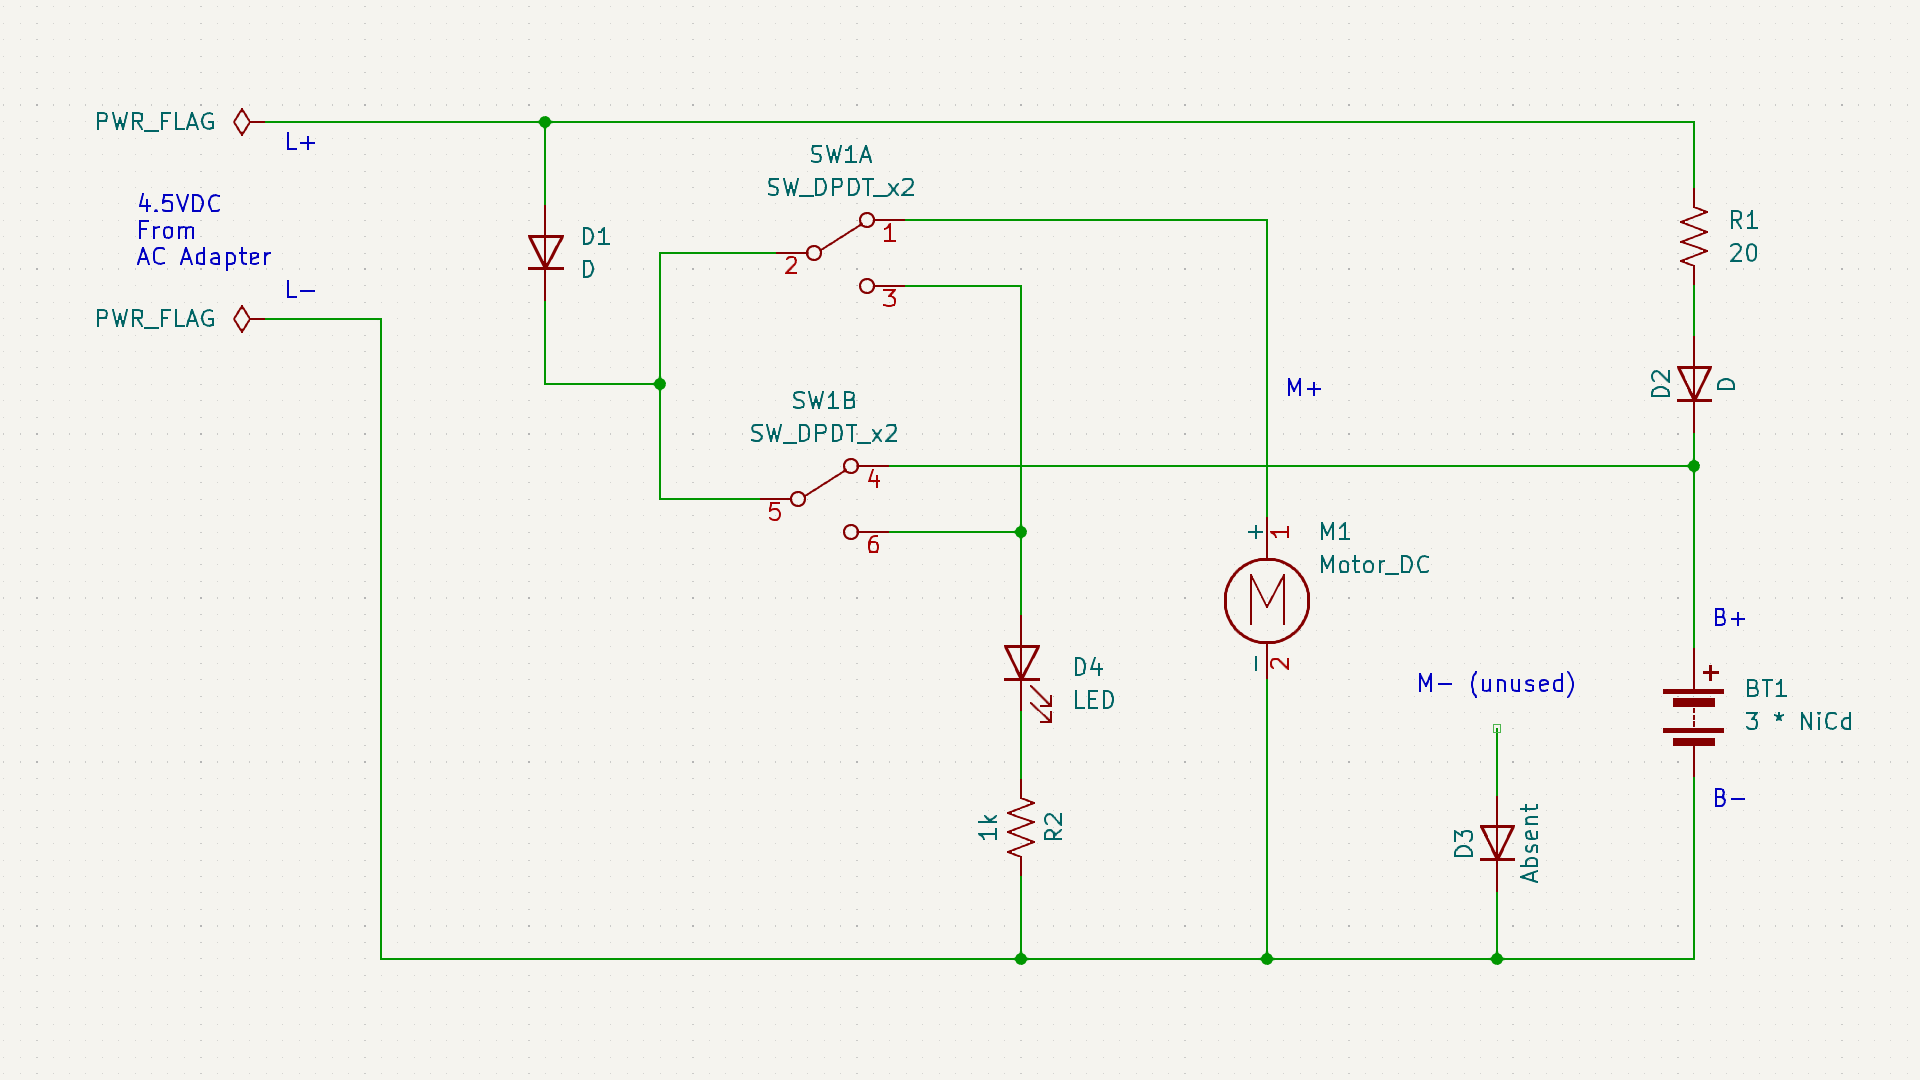 PWR_FLAG
L+
4.5VDC
From
AC Adapter
L-
PWR_FLAG
D1
D
SW1A
SW_DPDT_x2
1
2
3
SW1B
SW_DPDT_x2
4
5
6
M+
R1
20
D2
D
+
1
M1
Motor_DC
M
-
2
D4
LED
1k
R2
M- (unused)
D3
Absent
B+
+
BT1
3 * NiCd
B-